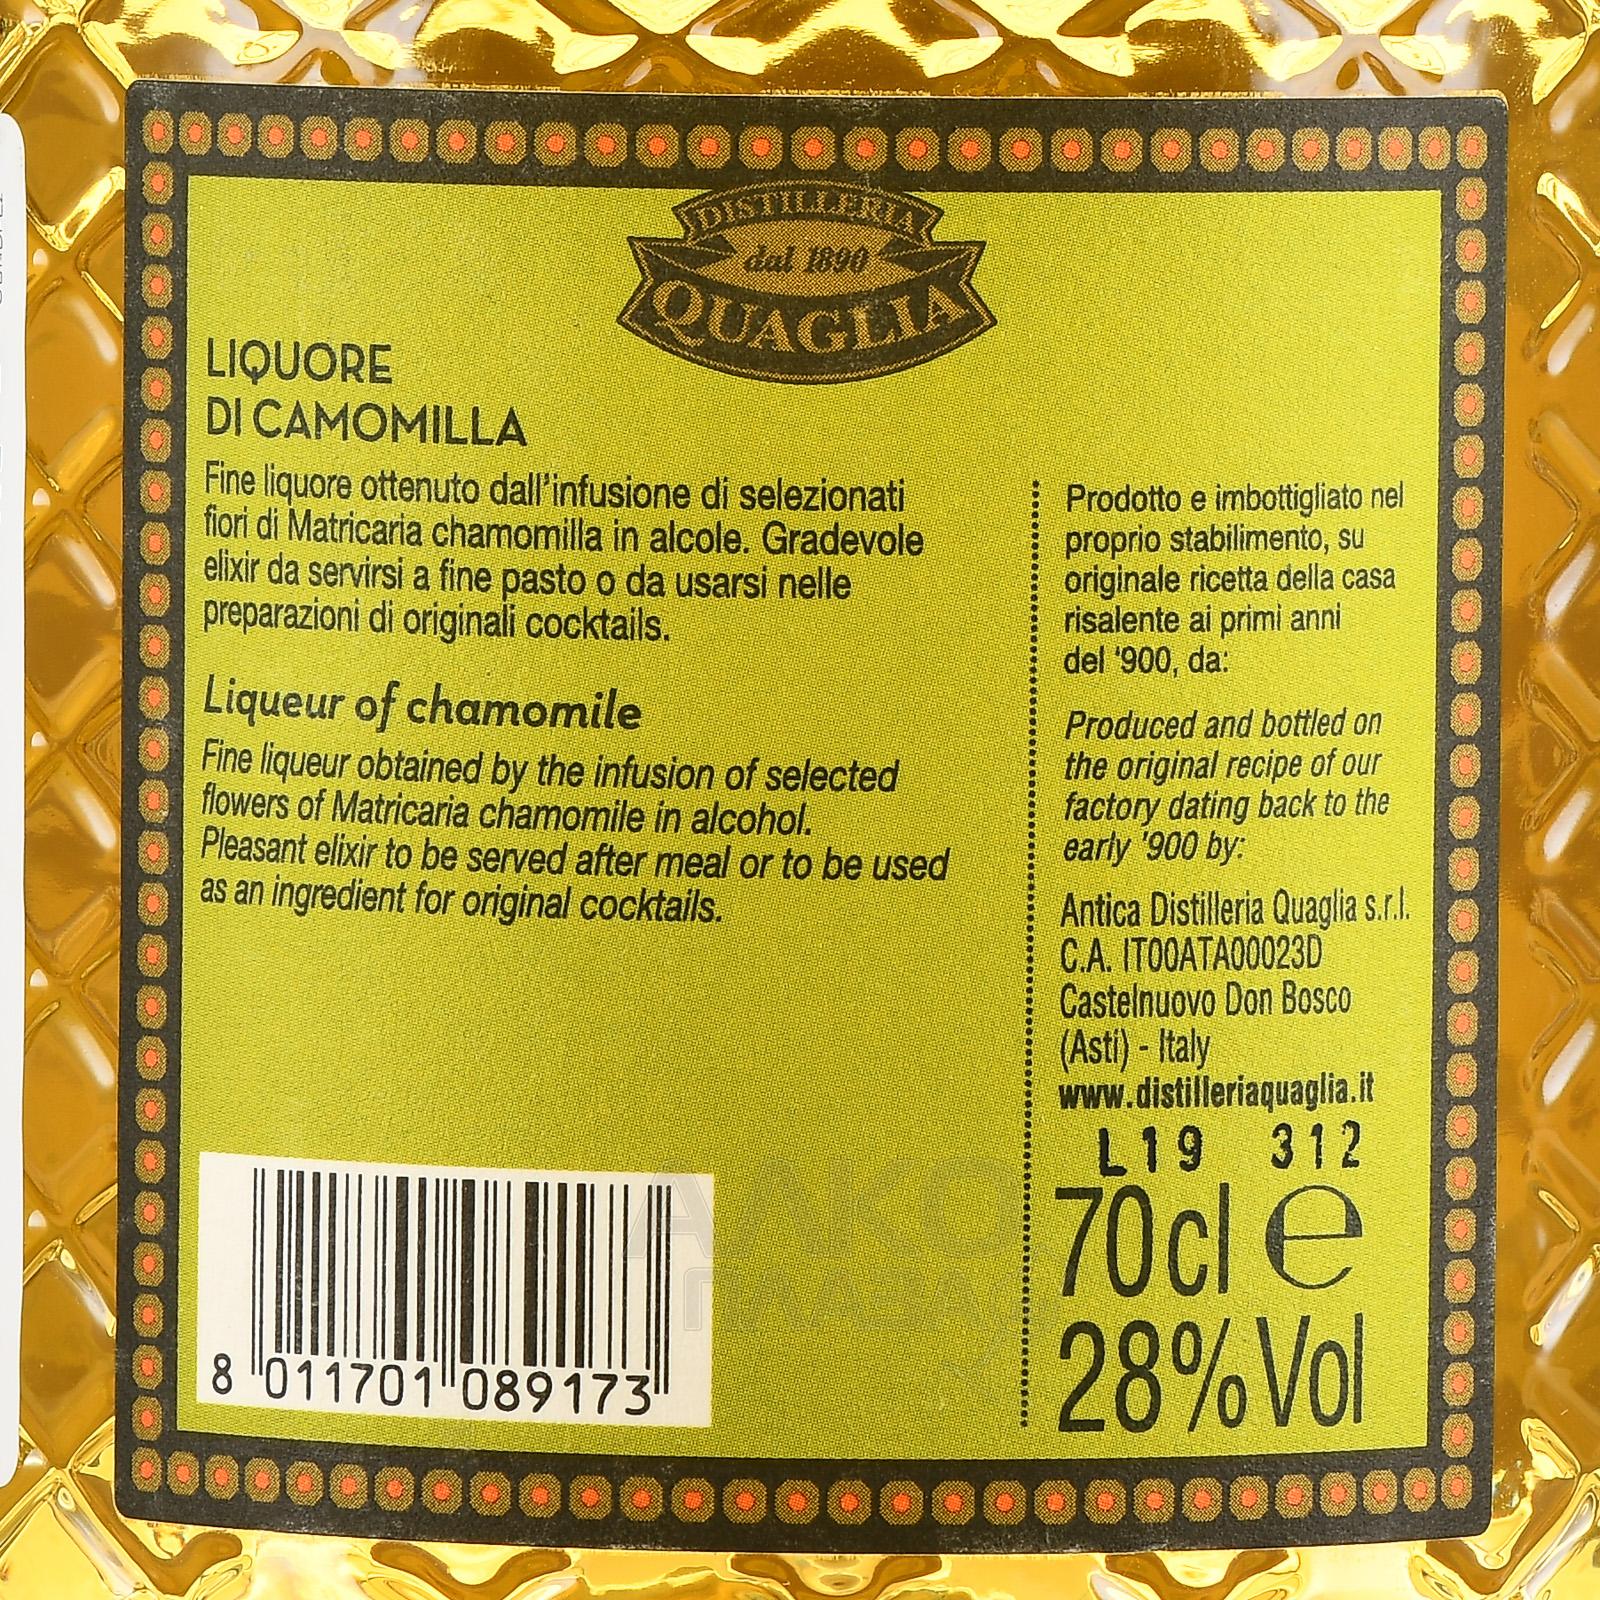 DISTILLERIA
dal 1890
QUAGLIA
LIQUORE
DI CAMOMILLA
Fine liquore ottenuto dall'infusione di selezionati
fiori di Matricaria chamomilla in alcole. Gradevole
elixir da servirsi a fine pasto o da usarsi nelle
preparazioni di originali cocktails.
Liqueur of chamomile
Fine liqueur obtained by the infusion of selected
flowers of Matricaria chamomile in alcohol.
Pleasant elixir to be served after meal or to be used
as an ingredient for original cocktails.
8 011701 089173
Prodotto e imbottigliato nel
proprio stabilimento, su
originale ricetta della casa
risalente ai primi anni
del '900, da:
Produced and bottled on
the original recipe of our
factory dating back to the
early '900 by:
Antica Distilleria Quaglia s.r.l.
C.A. IT00ATA00023D
Castelnuovo Don Bosco
(Asti) - Italy
www.distilleriaquaglia.it
L19 312
70cl e
28% Vol
АЛКО
ПЛАЗА